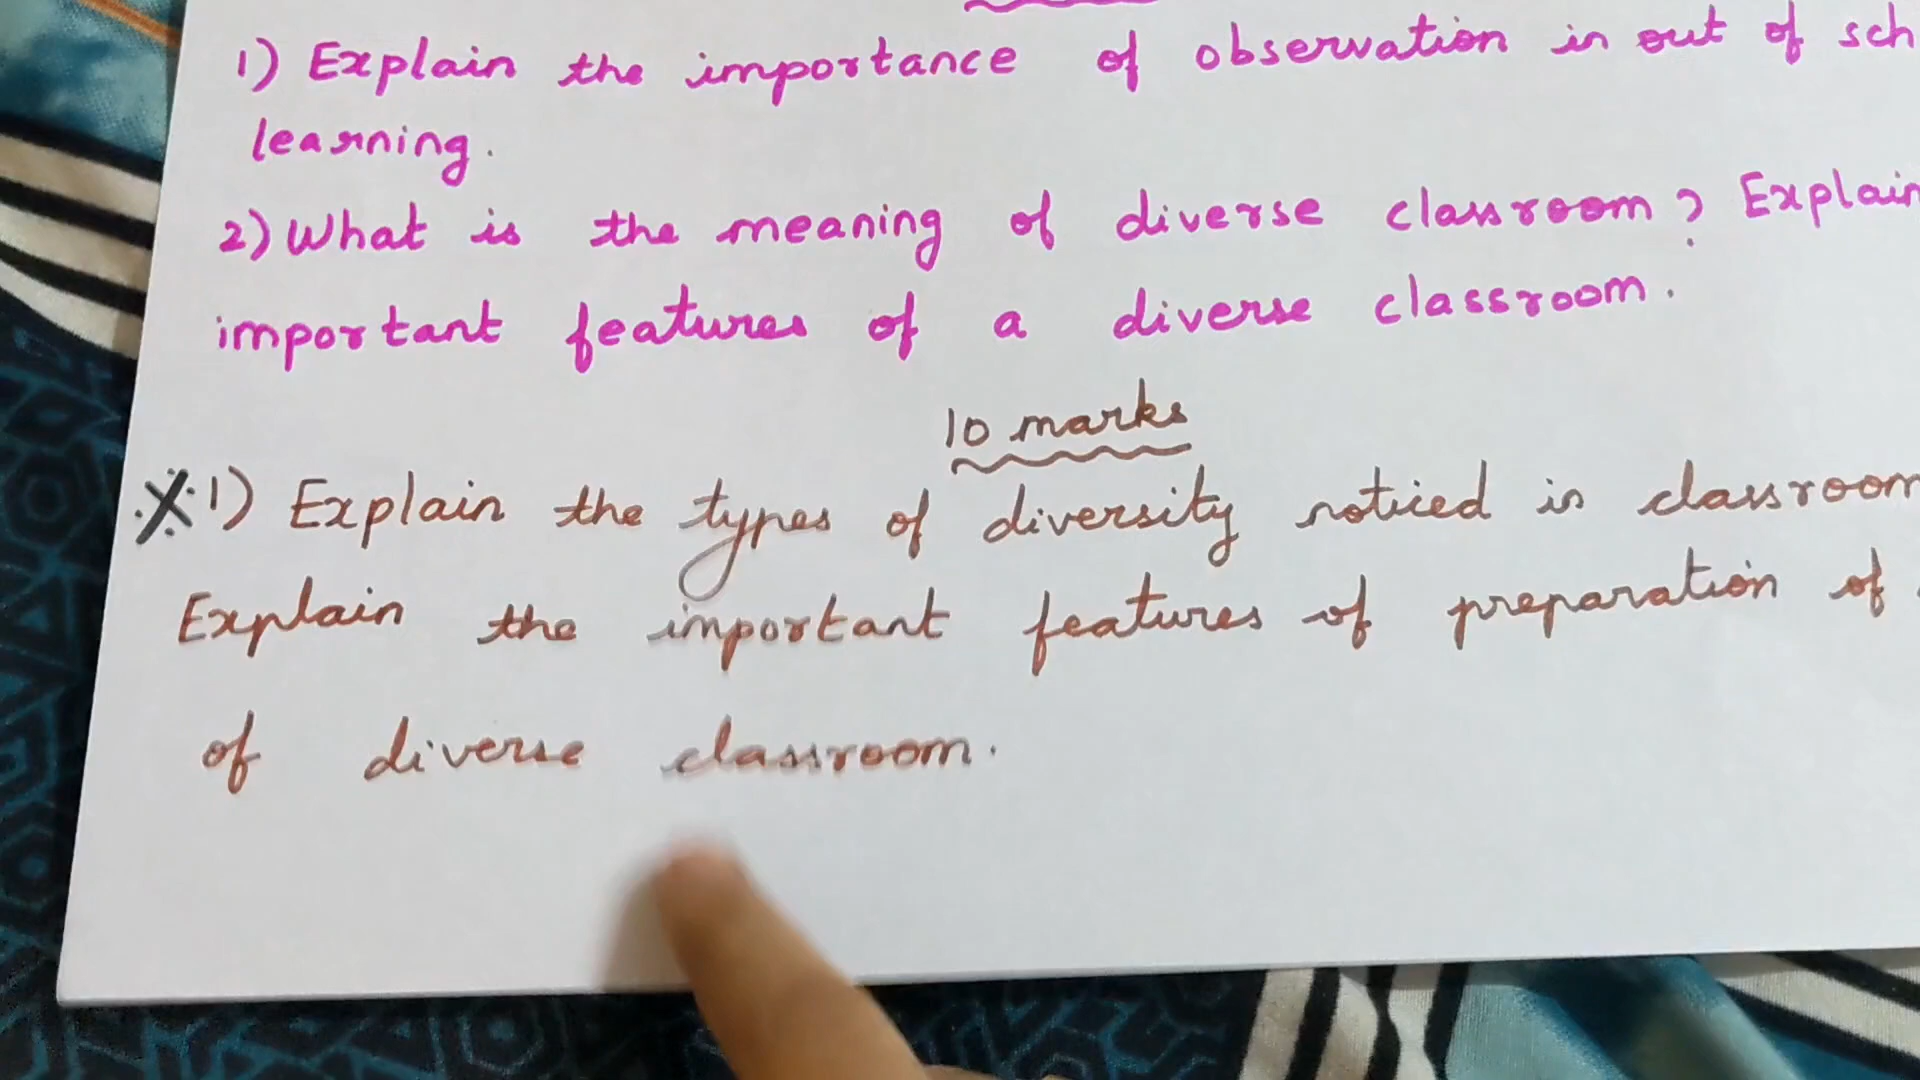 1) Explain the importance of observation in out of sch
learning.
2) What is the meaning of diverse classroom? Explain
important features of a diverse classroom.
10 marks
1) Explain the types of diversity noticed in classroom
Explain the important features of preparation of
of diverse classroom.